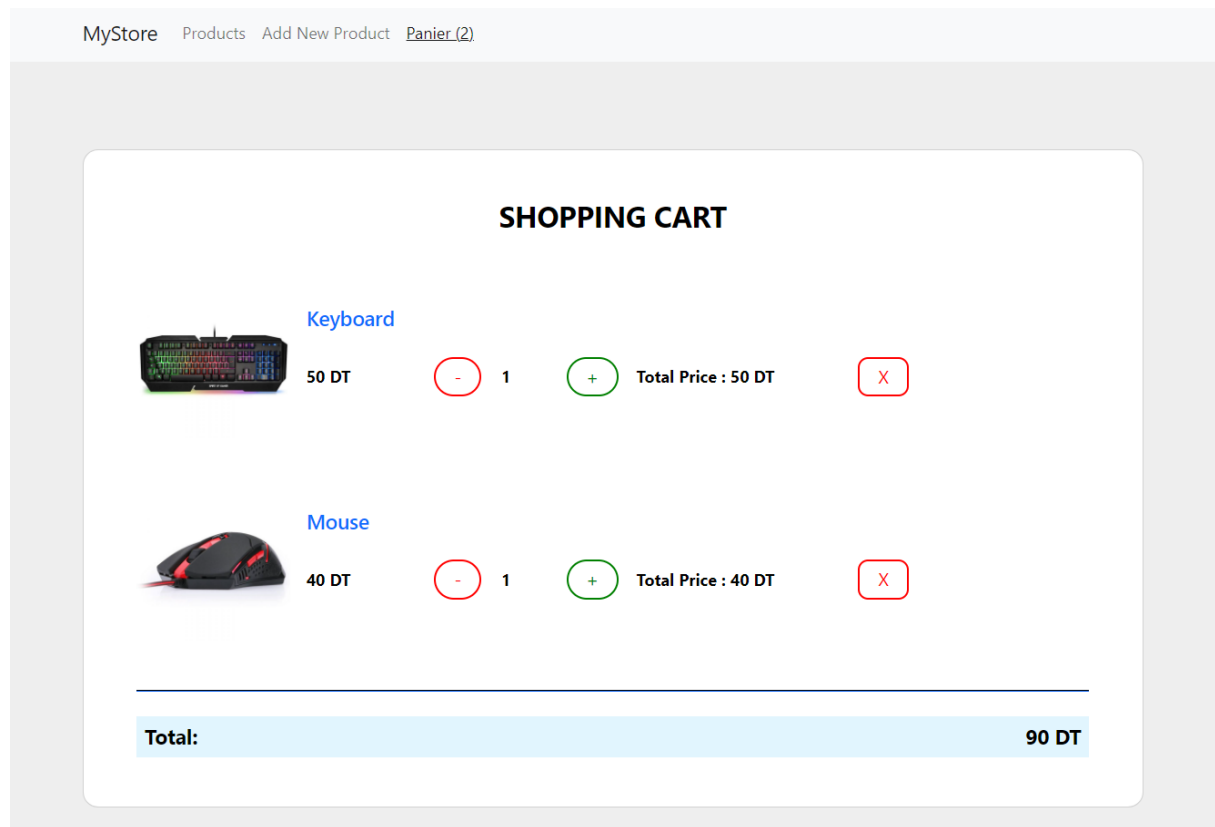 MyStore Products Add New Product Panier (2)
SHOPPING CART
Keyboard
50 DT - 1 + Total Price : 50 DT X
Mouse
40 DT - 1 + Total Price : 40 DT X
Total: 90 DT